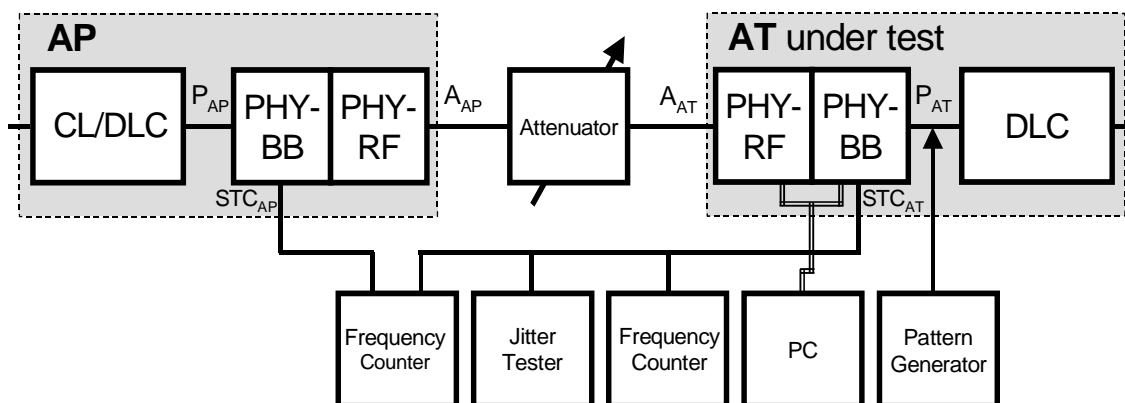 AP
AT under test
CL/DLC
P_AP
PHY-
BB
PHY-
RF
A_AP
Attenuator
A_AT
PHY-
RF
PHY-
BB
P_AT
DLC
STC_AP
STC_AT
Frequency
Counter
Jitter
Tester
Frequency
Counter
PC
Pattern
Generator